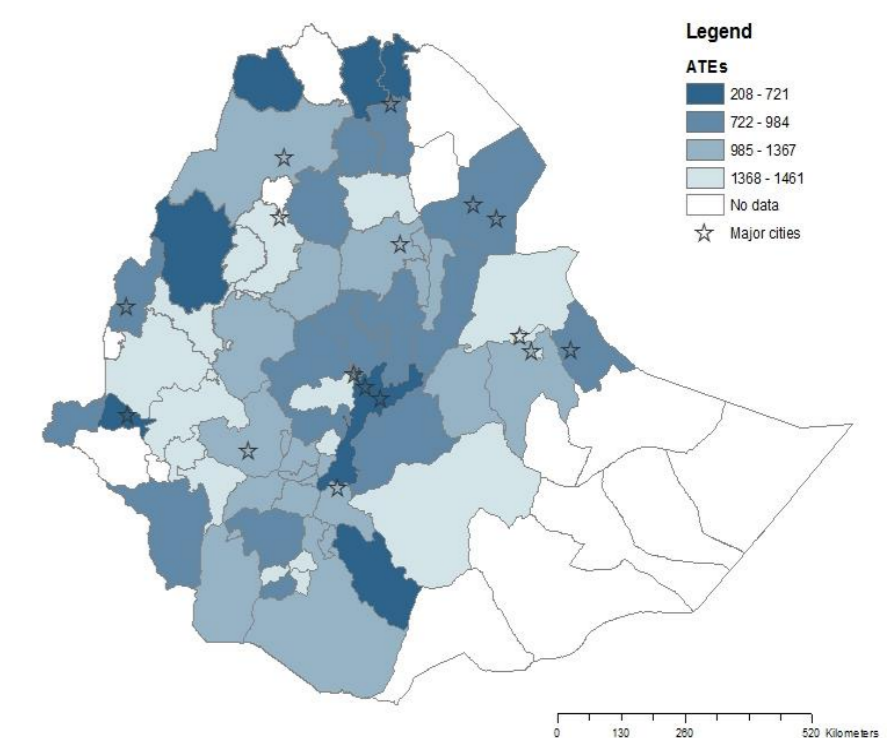 Legend
ATEs
208 - 721
722 - 984
985 - 1367
1368 - 1461
No data
Major cities
0 130 260 520 Kilometers